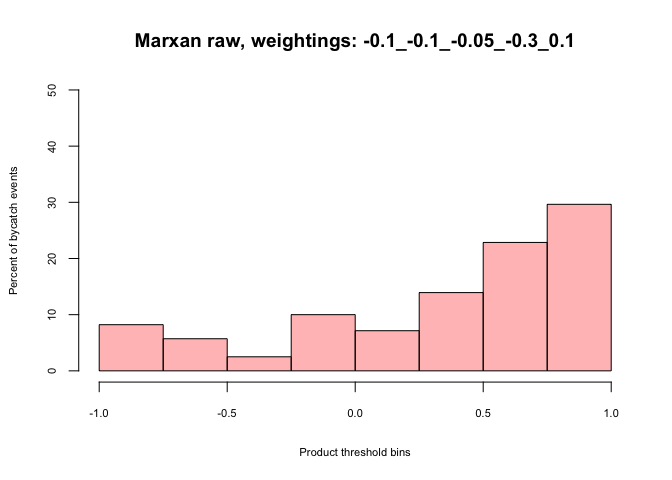 Marxan raw, weightings: -0.1_-0.1_-0.05_-0.3_0.1
50
40
30
20
10
0
Percent of bycatch events
-1.0 -0.5 0.0 0.5 1.0
Product threshold bins